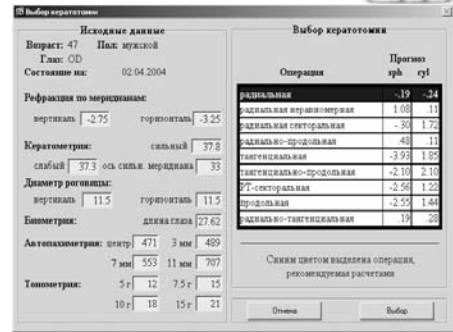 Выбор кератотомии
Исходные данные
Возраст: 47 Пол: мужской
Глаз: OD
Состояние на: 02.04.2004
Рефракция по меридианам:
вертикаль -2.75 горизонталь -3.25
Кератометрия: сильный 37.8
слабый 37.3 ось сильн. меридиана 33
Диаметр роговицы:
вертикаль 11.5 горизонталь 11.5
Биометрия: длина глаза 27.62
Автопахиметрия: центр 471 3 мм 489
7 мм 553 11 мм 707
Тонометрия: 5 г 12 7.5 г 15
10 г 18 15 г 21
Выбор кератотомии
Прогноз
Операция sph cyl
радиальная -.19 -.24
радиальная неравномерная 1.08 .11
радиальная секторальная -.30 1.72
радиально-продольная .48 .11
тангенциальная -3.93 1.85
тангенциально-продольная -2.10 2.10
РТ-секторальная -2.56 1.22
продольная -2.55 1.44
радиально-тангенциальная .19 .28
Синим цветом выделена операция,
рекомендуемая расчетами
Отмена Выбор